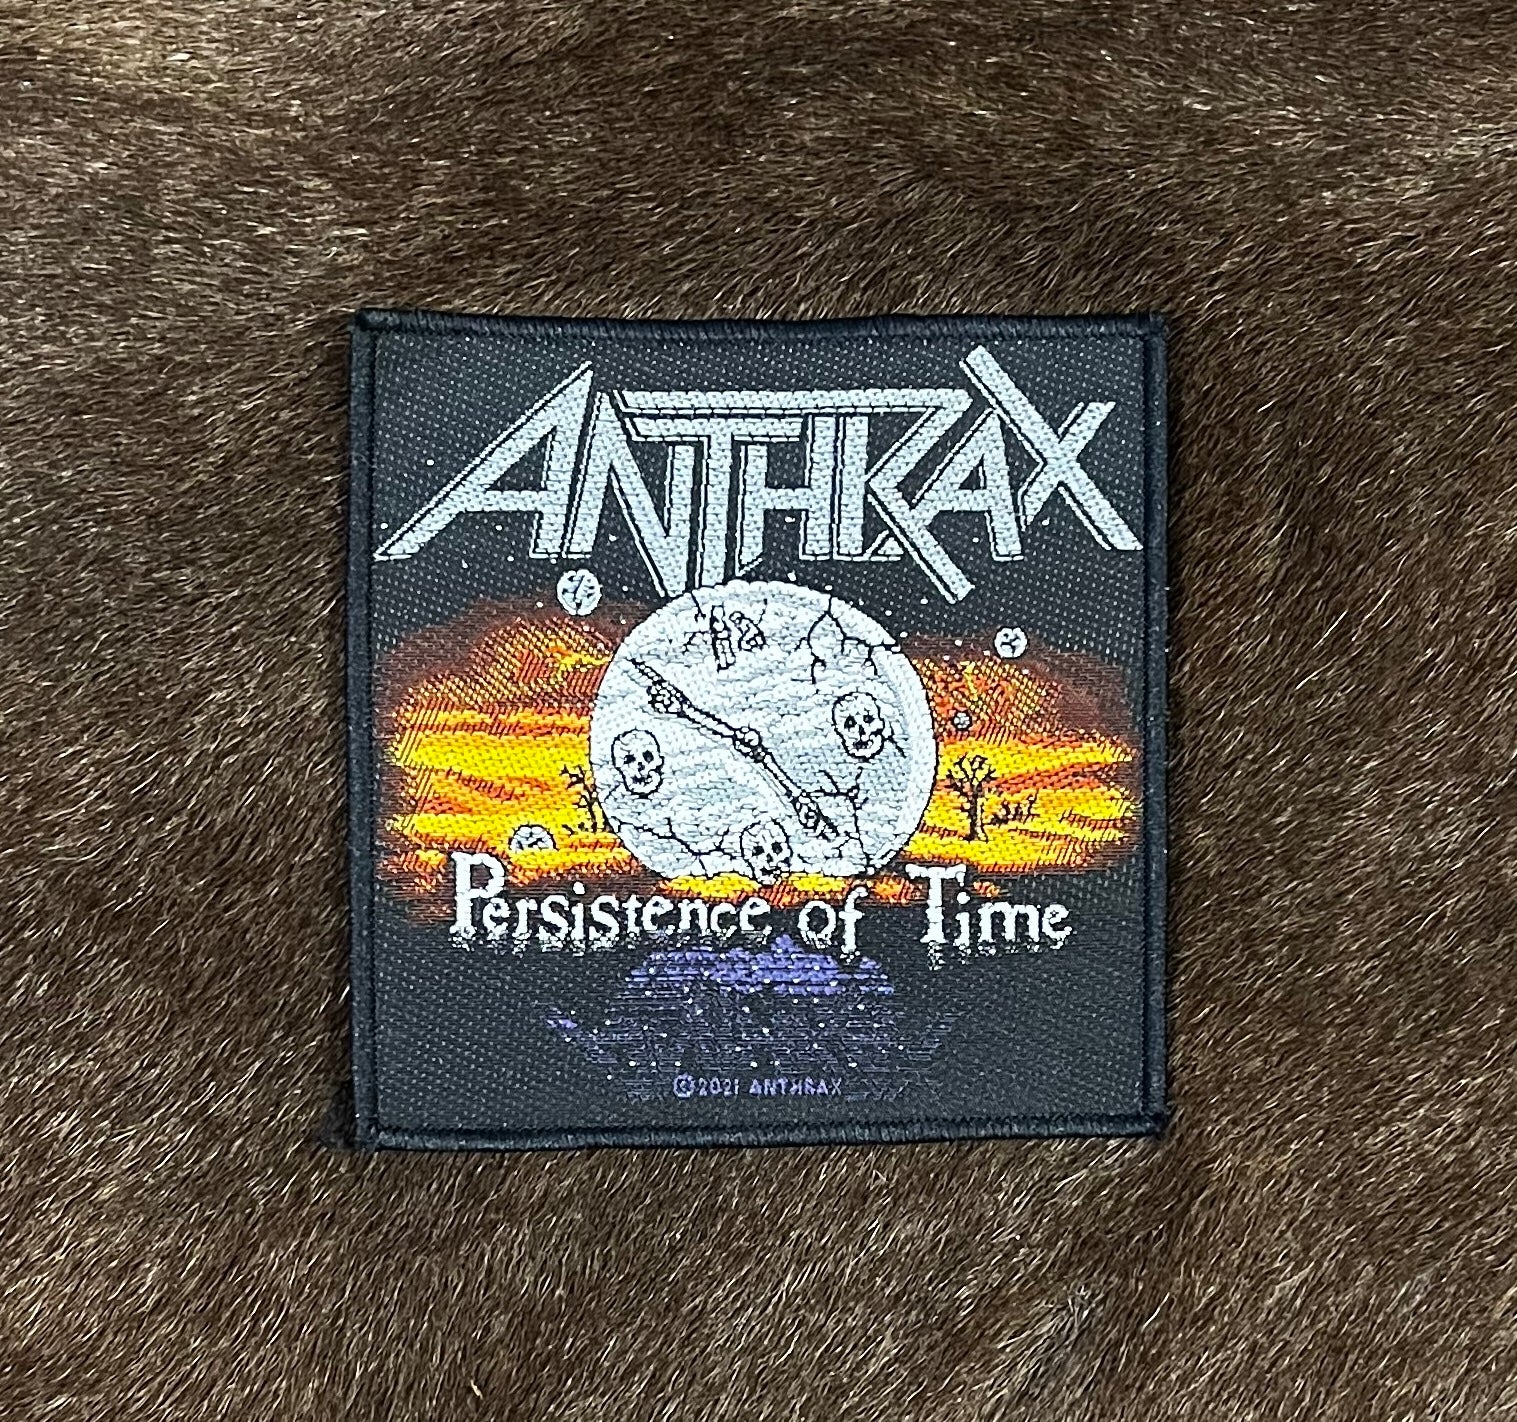 ANTHRAX
Persistence of Time
©2021 ANTHRAX